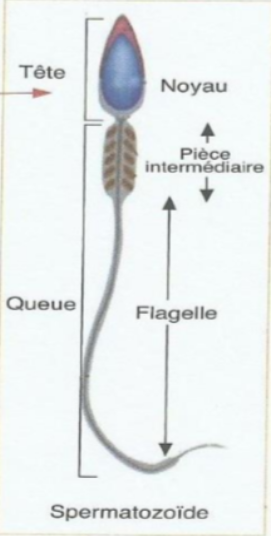 Tête
Noyau
Pièce
intermédiaire
Queue
Flagelle
Spermatozoïde